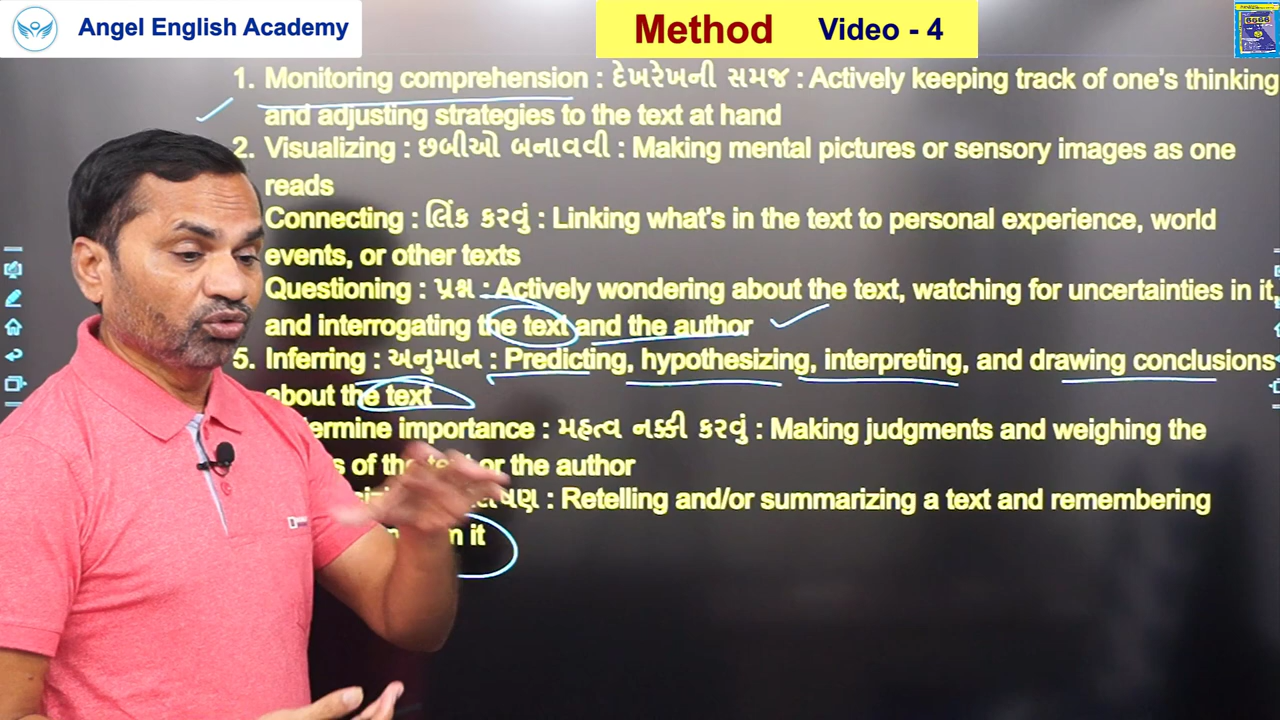 Angel English Academy
Method Video - 4
6666
1. Monitoring comprehension : દેખરેખની સમજ : Actively keeping track of one's thinking
and adjusting strategies to the text at hand
2. Visualizing : છબીઓ બનાવવી : Making mental pictures or sensory images as one
reads
Connecting : લિંક કરવું : Linking what's in the text to personal experience, world
events, or other texts
Questioning : પ્રશ્ન : Actively wondering about the text, watching for uncertainties in it,
and interrogating the text and the author
5. Inferring : અનુમાન : Predicting, hypothesizing, interpreting, and drawing conclusions
about the text
importance : મહત્વ નક્કી કરવું : Making judgments and weighing the
of the text or the author
: Retelling and/or summarizing a text and remembering
it